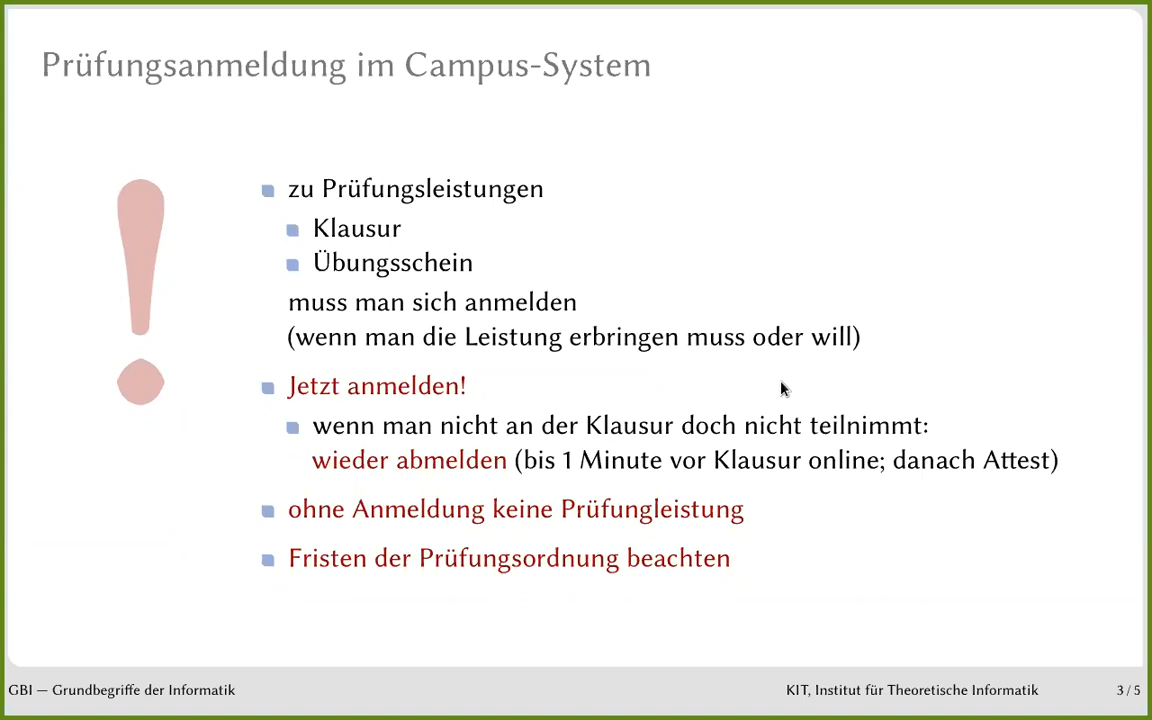 Prüfungsanmeldung im Campus-System
zu Prüfungsleistungen
Klausur
Übungsschein
muss man sich anmelden
(wenn man die Leistung erbringen muss oder will)
Jetzt anmelden!
wenn man nicht an der Klausur doch nicht teilnimmt:
wieder abmelden (bis 1 Minute vor Klausur online; danach Attest)
ohne Anmeldung keine Prüfungleistung
Fristen der Prüfungsordnung beachten
GBI — Grundbegriffe der Informatik
KIT, Institut für Theoretische Informatik
3 / 5